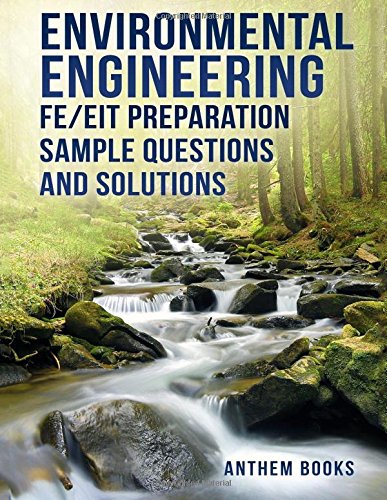 ENVIRONMENTAL
ENGINEERING
FE/EIT PREPARATION
SAMPLE QUESTIONS
AND SOLUTIONS
ANTHEM BOOKS